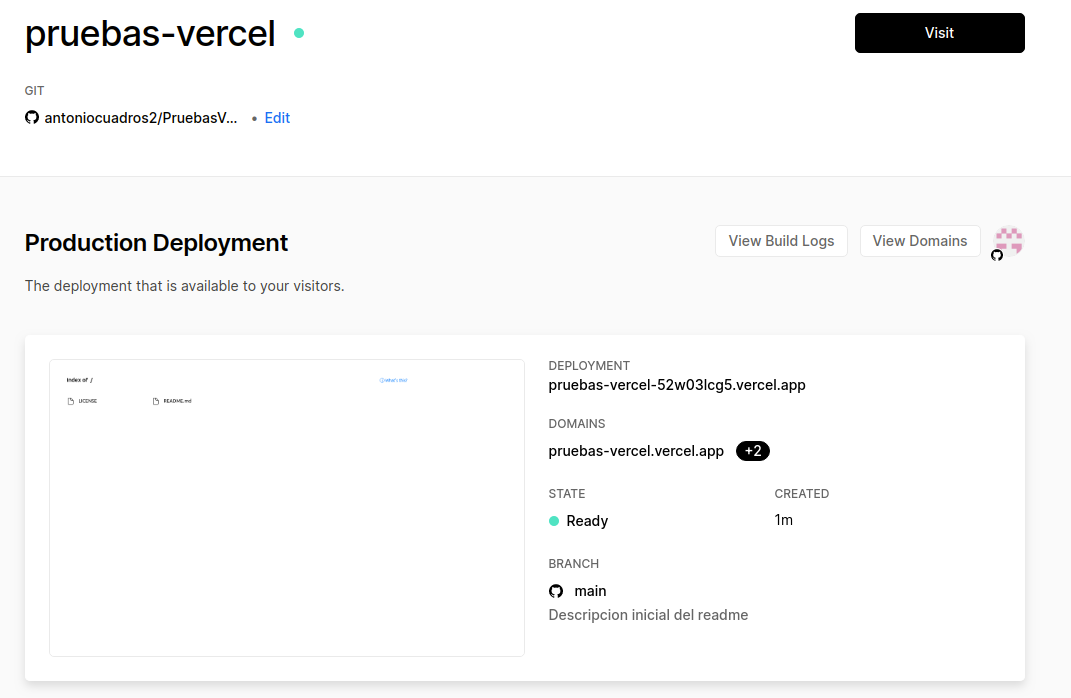 pruebas-vercel
Visit
GIT
antoniocuadros2/PruebasV... • Edit
Production Deployment
View Build Logs
View Domains
The deployment that is available to your visitors.
Index of /
LICENSE
README.md
DEPLOYMENT
pruebas-vercel-52w03lcg5.vercel.app
DOMAINS
pruebas-vercel.vercel.app +2
STATE
CREATED
Ready
1m
BRANCH
main
Descripcion inicial del readme